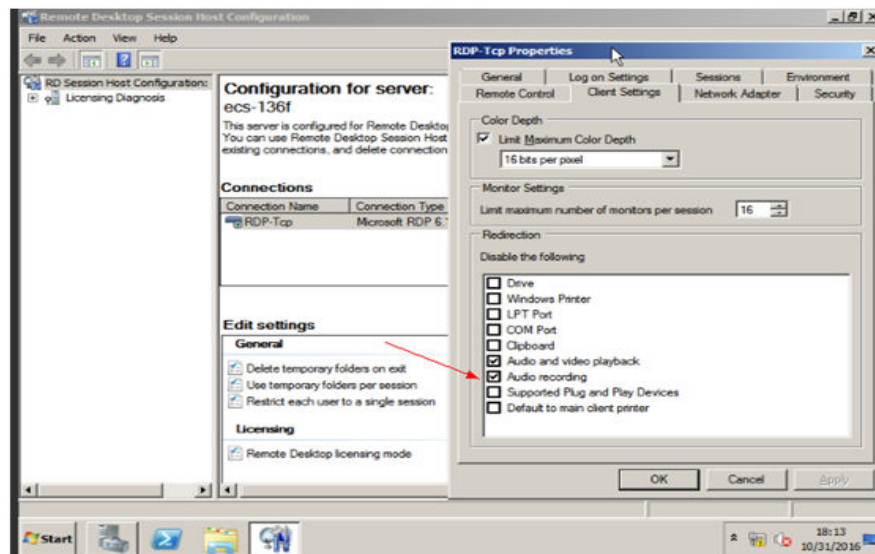 Remote Desktop Session Host Configuration
File Action View Help
RD Session Host Configuration:
Licensing Diagnosis
Configuration for server:
ecs-136f
This server is configured for Remote Deskto
You can use Remote Desktop Session Host
existing connections, and delete connection
Connections
Connection Name Connection Type
RDP-Tcp Microsoft RDP 6.
Edit settings
General
Delete temporary folders on exit
Use temporary folders per session
Restrict each user to a single session
Licensing
Remote Desktop licensing mode
RDP-Tcp Properties
General Log on Settings Sessions Environment
Remote Control Client Settings Network Adapter Security
Color Depth
Limit Maximum Color Depth
16 bits per pixel
Monitor Settings
Limit maximum number of monitors per session 16
Redirection
Disable the following
Drive
Windows Printer
LPT Port
COM Port
Clipboard
Audio and video playback
Audio recording
Supported Plug and Play Devices
Default to main client printer
OK Cancel Apply
Start
18:13
10/31/2016